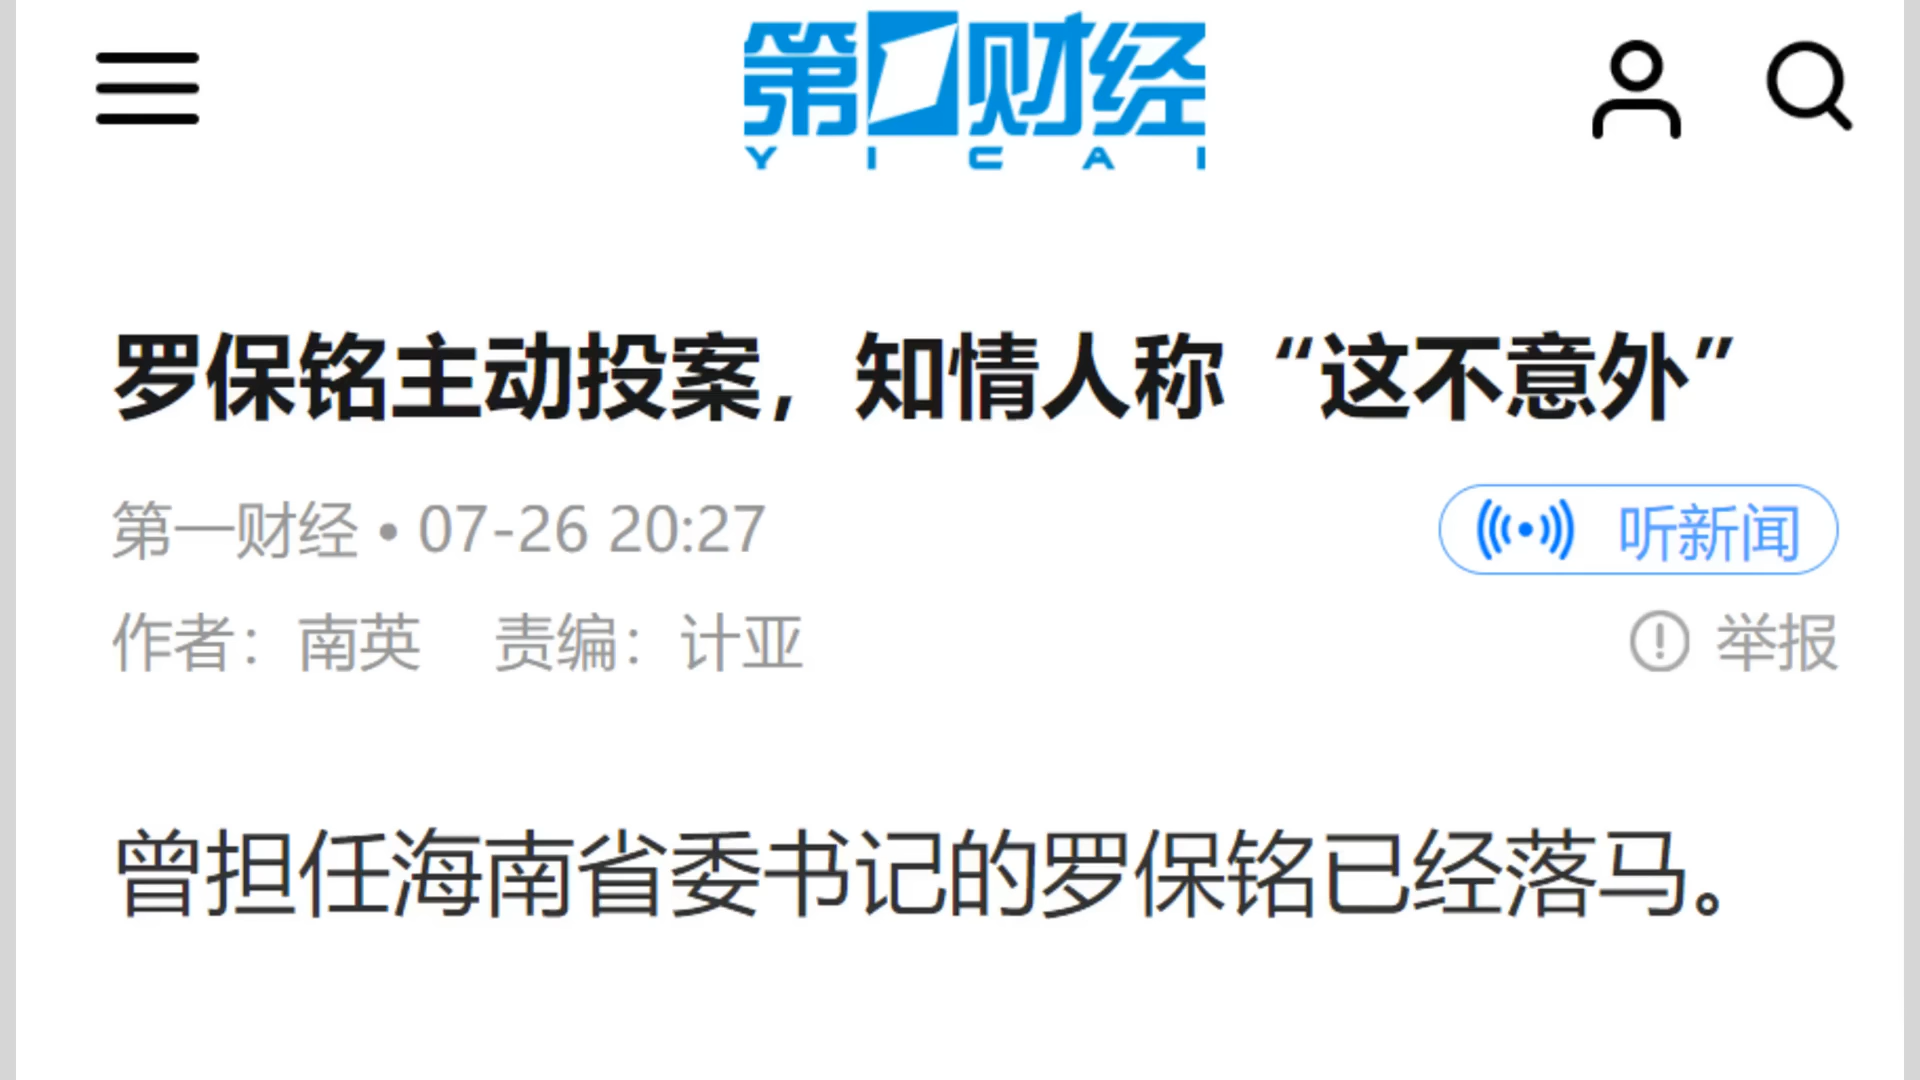 第一财经
YICAI
罗保铭主动投案，知情人称“这不意外”
第一财经 • 07-26 20:27
听新闻
作者：南英 责编：计亚
举报
曾担任海南省委书记的罗保铭已经落马。